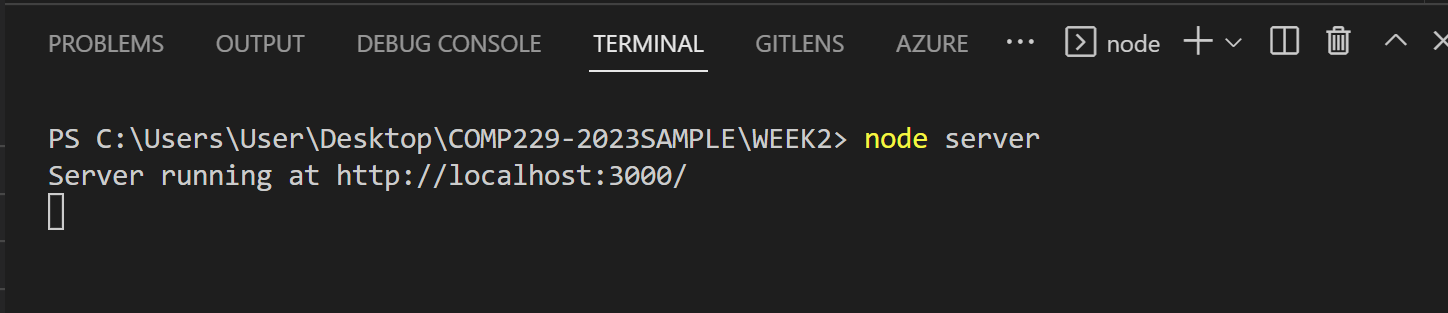 PROBLEMS OUTPUT DEBUG CONSOLE TERMINAL GITLENS AZURE ··· node
PS C:\Users\User\Desktop\COMP229-2023SAMPLE\WEEK2> node server
Server running at http://localhost:3000/